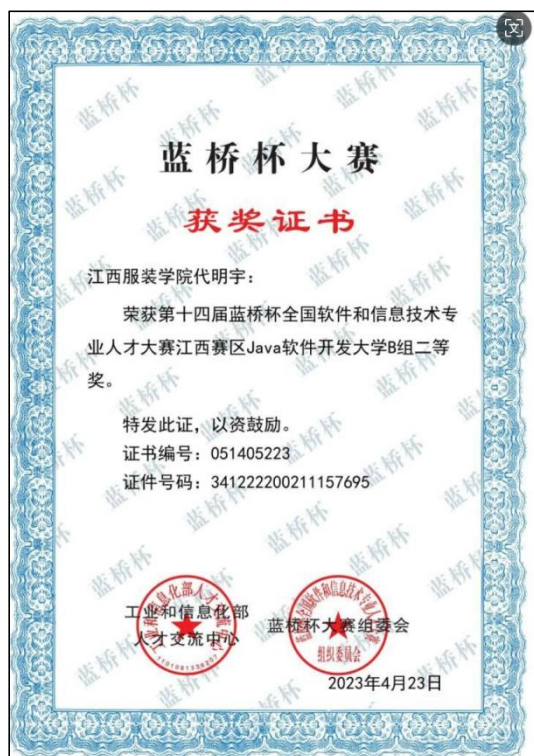 蓝桥杯大赛
获奖证书
江西服装学院代明宇：
荣获第十四届蓝桥杯全国软件和信息技术专
业人才大赛江西赛区Java软件开发大学B组二等
奖。
特发此证，以资鼓励。
证书编号：051405223
证件号码：341222200211157695
工业和信息化部
人才交流中心
蓝桥杯大赛组委会
组织委员会
2023年4月23日